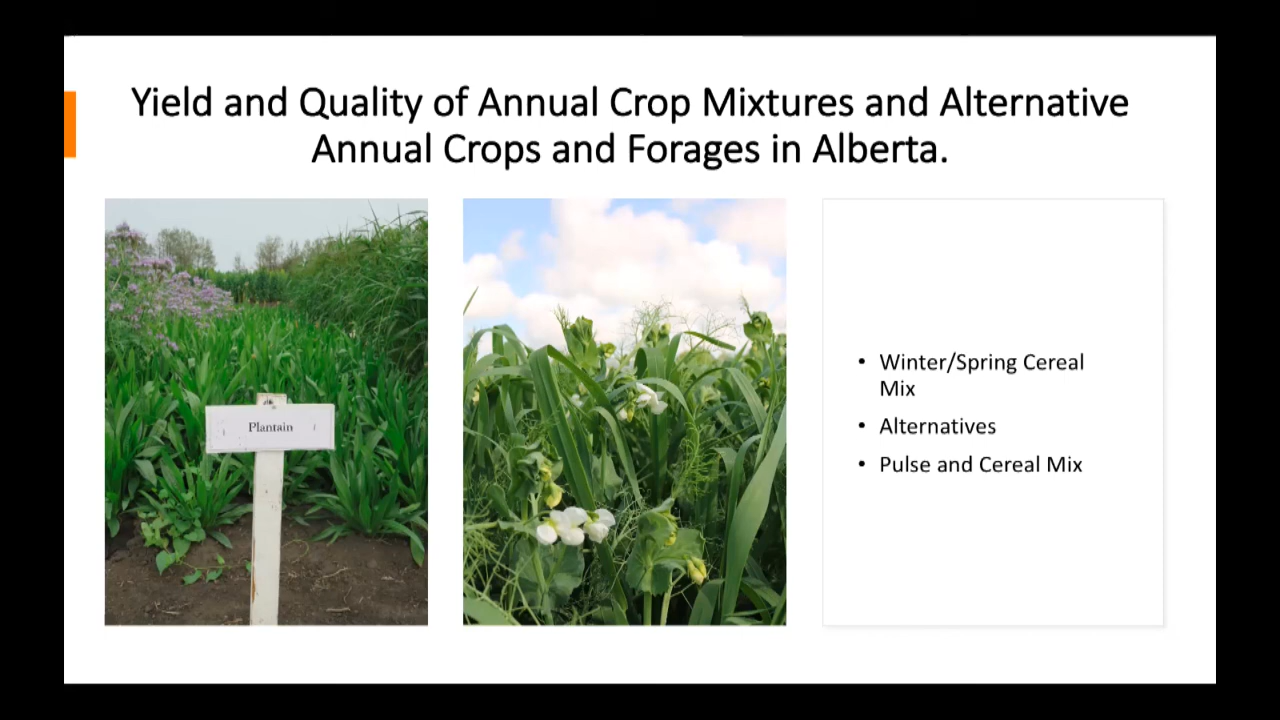 Yield and Quality of Annual Crop Mixtures and Alternative
Annual Crops and Forages in Alberta.
Plantain
• Winter/Spring Cereal
Mix
• Alternatives
• Pulse and Cereal Mix